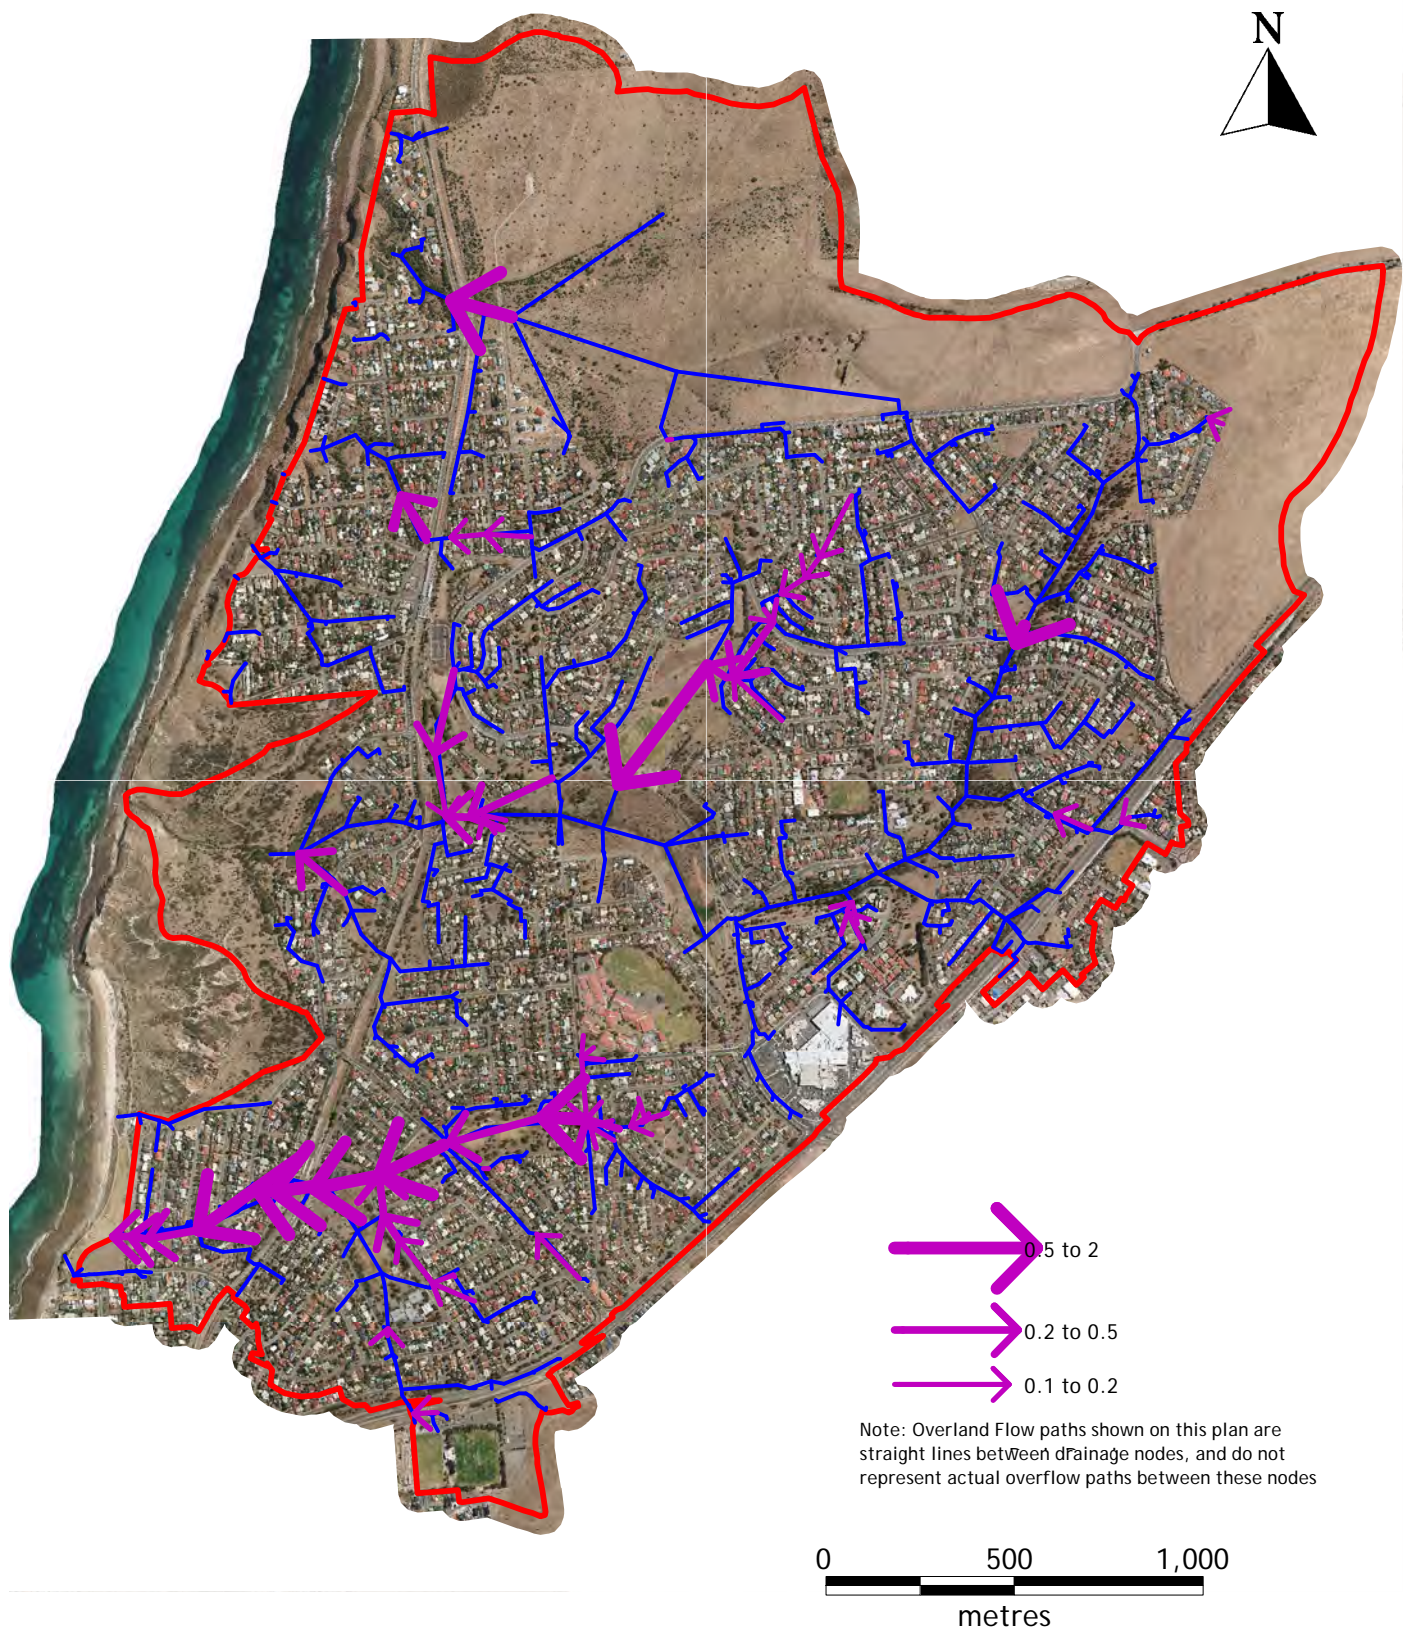 N
0.5 to 2
0.2 to 0.5
0.1 to 0.2
Note: Overland Flow paths shown on this plan are
straight lines between drainage nodes, and do not
represent actual overflow paths between these nodes
0 500 1,000
metres